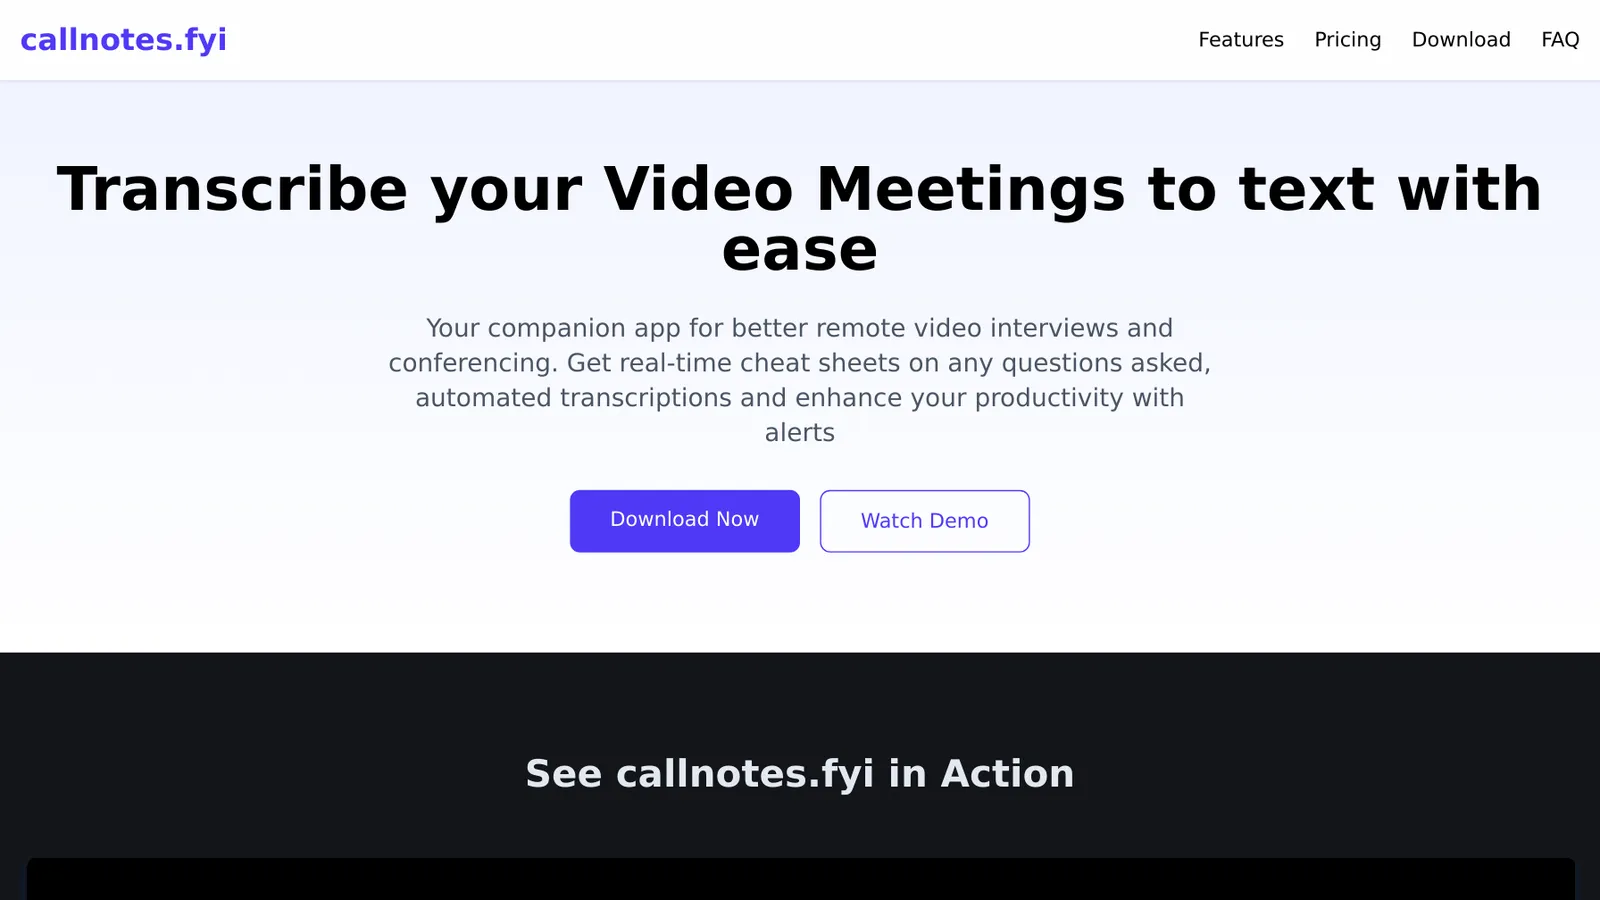 callnotes.fyi
Features
Pricing
Download
FAQ
Transcribe your Video Meetings to text with
ease
Your companion app for better remote video interviews and
conferencing. Get real-time cheat sheets on any questions asked,
automated transcriptions and enhance your productivity with
alerts
Download Now
Watch Demo
See callnotes.fyi in Action